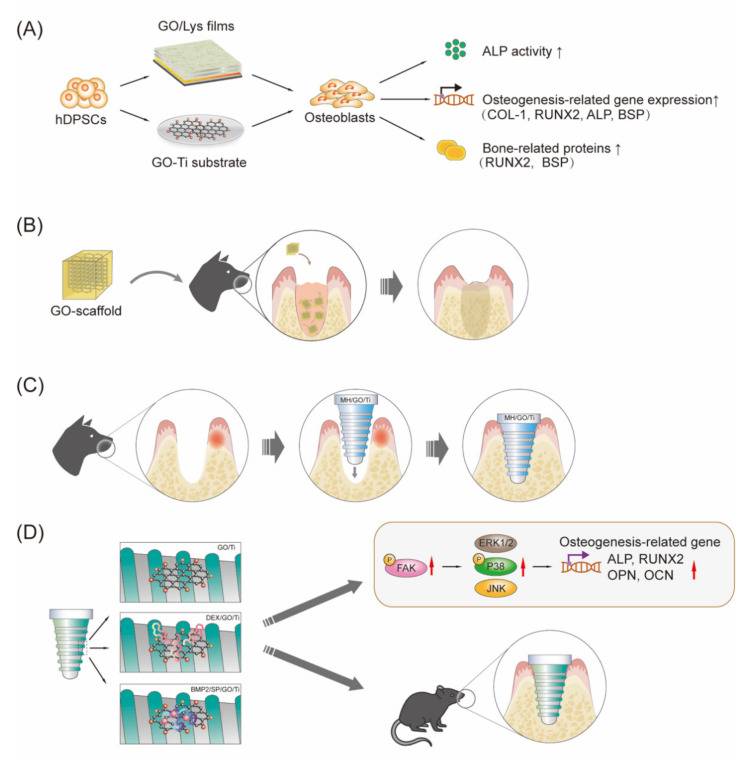 (A)
GO/Lys films
hDPSCs
GO-Ti substrate
Osteoblasts
ALP activity ↑
Osteogenesis-related gene expression↑
(COL-1, RUNX2, ALP, BSP)
Bone-related proteins ↑
(RUNX2, BSP)
(B)
GO-scaffold
(C)
MH/GO/Ti
MH/GO/Ti
(D)
GO/Ti
DEX/GO/Ti
BMP2/SP/GO/Ti
P
FAK
ERK1/2
P
P38
JNK
Osteogenesis-related gene
ALP, RUNX2
OPN, OCN